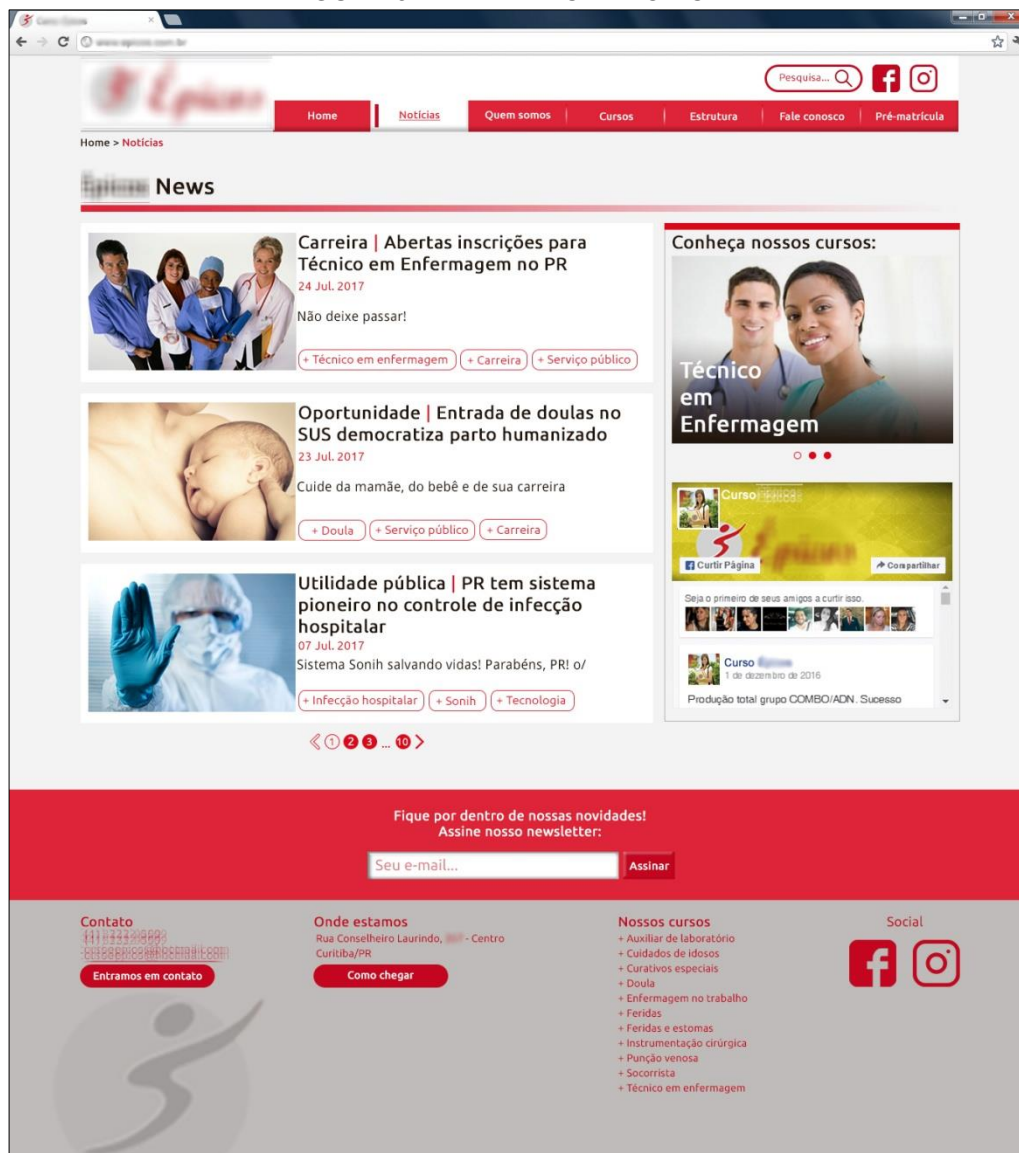 Pesquisa...
Home
Notícias
Quem somos
Cursos
Estrutura
Fale conosco
Pré-matrícula
Home > Notícias
News
Carreira | Abertas inscrições para
Técnico em Enfermagem no PR
24 Jul. 2017
Não deixe passar!
+ Técnico em enfermagem
+ Carreira
+ Serviço público
Oportunidade | Entrada de doulas no
SUS democratiza parto humanizado
23 Jul. 2017
Cuide da mamãe, do bebê e de sua carreira
+ Doula
+ Serviço público
+ Carreira
Utilidade pública | PR tem sistema
pioneiro no controle de infecção
hospitalar
07 Jul. 2017
Sistema Sonih salvando vidas! Parabéns, PR! o/
+ Infecção hospitalar
+ Sonih
+ Tecnologia
1 2 3 ... 10
Conheça nossos cursos:
Técnico
em
Enfermagem
Curso
Curtir Página
Compartilhar
Seja o primeiro de seus amigos a curtir isso.
Curso
1 de dezembro de 2016
Produção total grupo COMBO/ADN. Sucesso
Fique por dentro de nossas novidades!
Assine nosso newsletter:
Seu e-mail...
Assinar
Contato
Entramos em contato
Onde estamos
Rua Conselheiro Laurindo, - Centro
Curitiba/PR
Como chegar
Nossos cursos
+ Auxiliar de laboratório
+ Cuidados de idosos
+ Curativos especiais
+ Doula
+ Enfermagem no trabalho
+ Feridas
+ Feridas e estomas
+ Instrumentação cirúrgica
+ Punção venosa
+ Socorrista
+ Técnico em enfermagem
Social